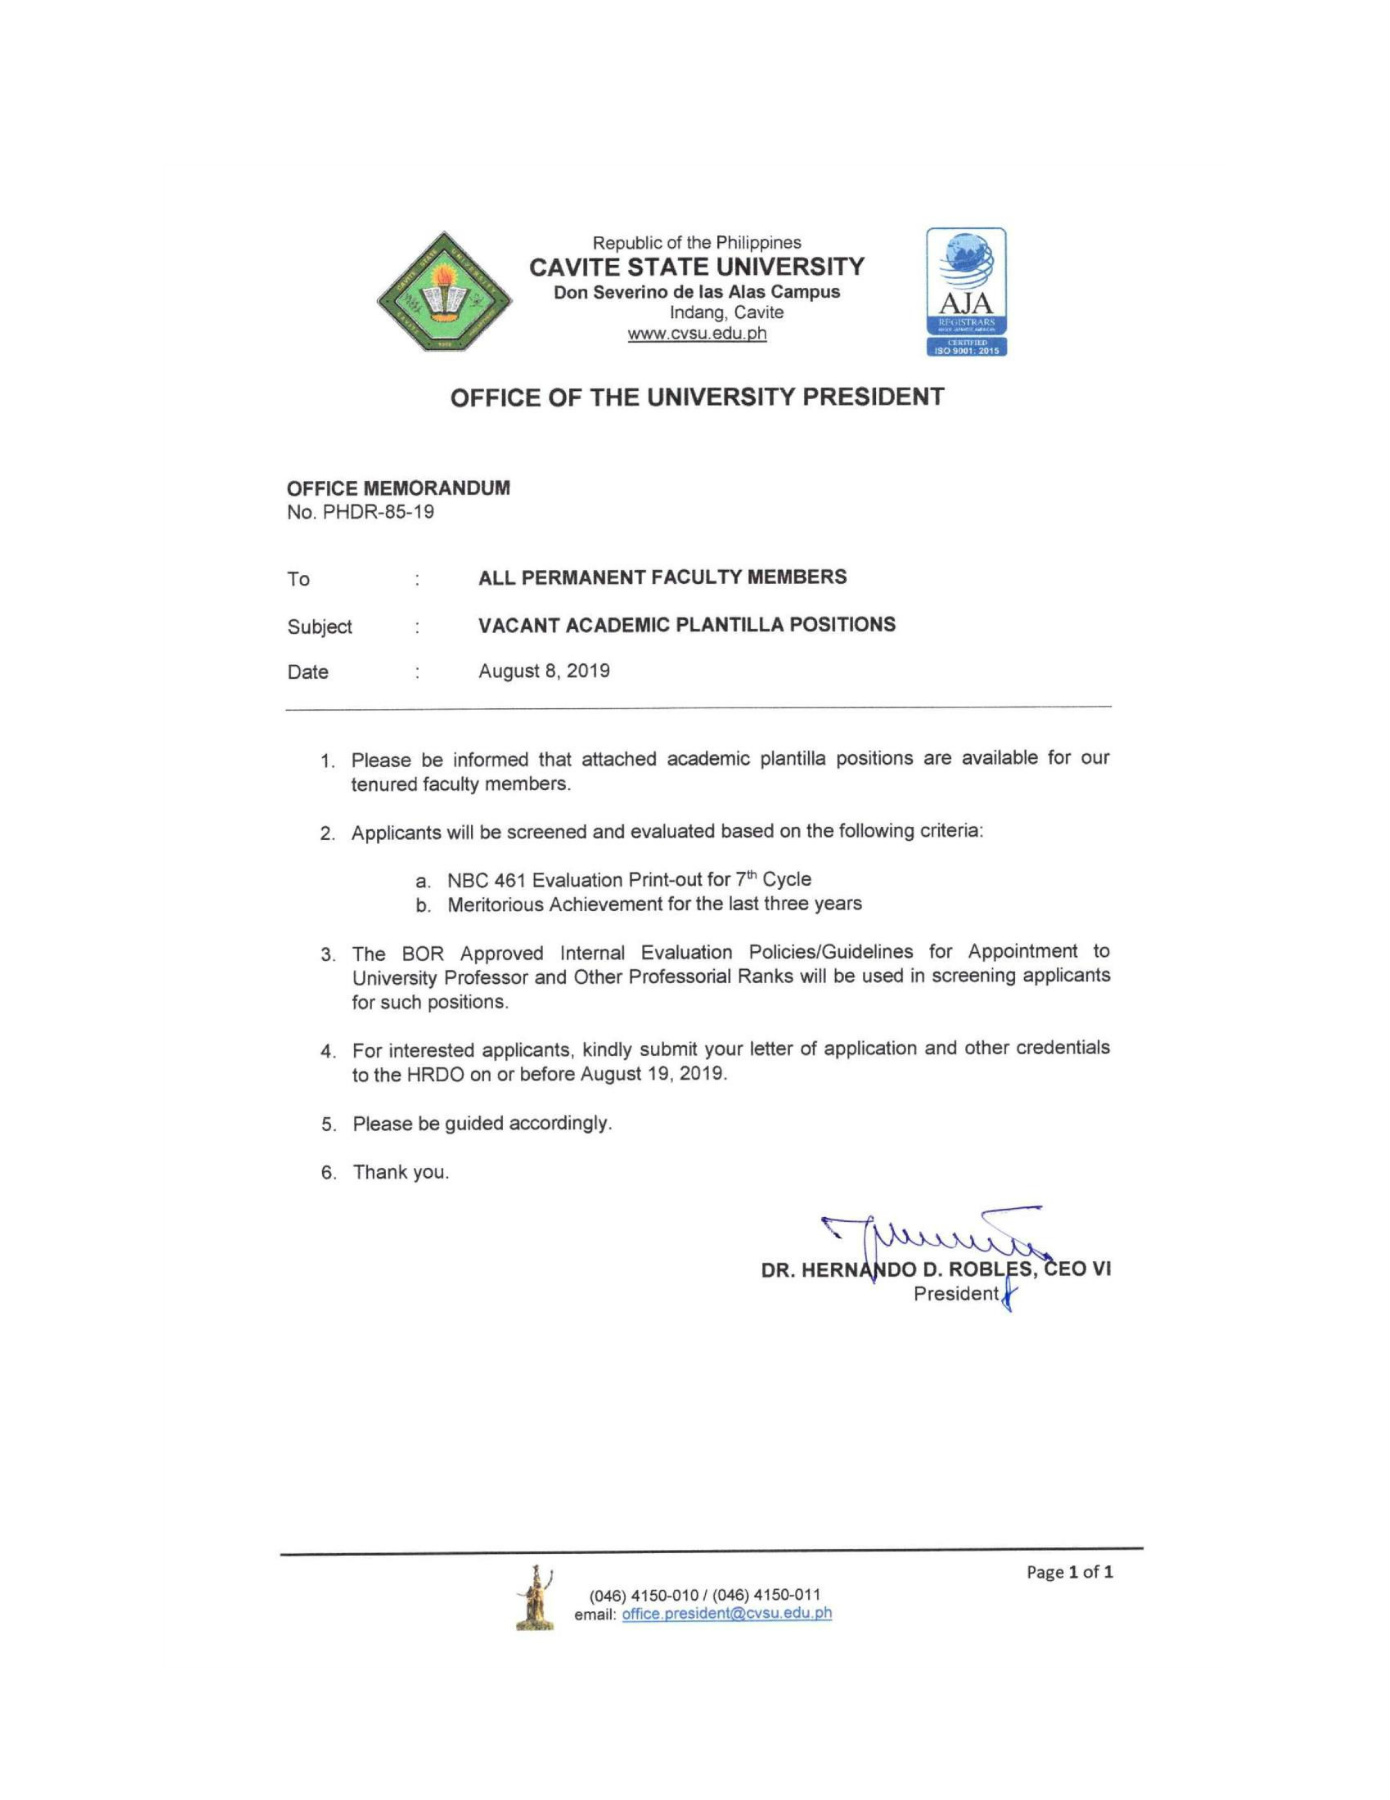 Republic of the Philippines
CAVITE STATE UNIVERSITY
Don Severino de las Alas Campus
Indang, Cavite
www.cvsu.edu.ph
CAVITE STATE UNIVERSITY
CAVITE
AJA
REGISTRARS
CERTIFIED
ISO 9001: 2015
OFFICE OF THE UNIVERSITY PRESIDENT
OFFICE MEMORANDUM
No. PHDR-85-19
To : ALL PERMANENT FACULTY MEMBERS
Subject : VACANT ACADEMIC PLANTILLA POSITIONS
Date : August 8, 2019
1. Please be informed that attached academic plantilla positions are available for our
tenured faculty members.
2. Applicants will be screened and evaluated based on the following criteria:
a. NBC 461 Evaluation Print-out for 7th Cycle
b. Meritorious Achievement for the last three years
3. The BOR Approved Internal Evaluation Policies/Guidelines for Appointment to
University Professor and Other Professorial Ranks will be used in screening applicants
for such positions.
4. For interested applicants, kindly submit your letter of application and other credentials
to the HRDO on or before August 19, 2019.
5. Please be guided accordingly.
6. Thank you.
DR. HERNANDO D. ROBLES, CEO VI
President
Page 1 of 1
(046) 4150-010 / (046) 4150-011
email: office.president@cvsu.edu.ph